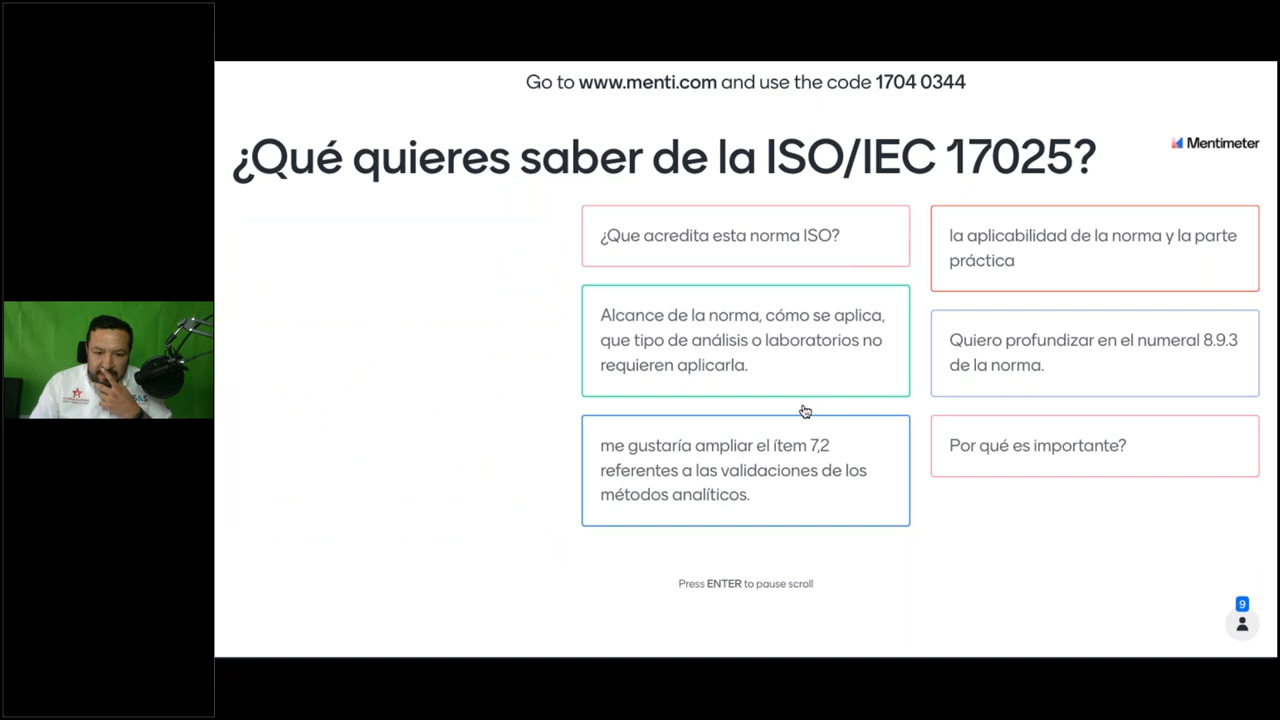 Go to www.menti.com and use the code 1704 0344
¿Qué quieres saber de la ISO/IEC 17025?
Mentimeter
¿Que acredita esta norma ISO?
Alcance de la norma, cómo se aplica,
que tipo de análisis o laboratorios no
requieren aplicarla.
me gustaría ampliar el ítem 7,2
referentes a las validaciones de los
métodos analíticos.
la aplicabilidad de la norma y la parte
práctica
Quiero profundizar en el numeral 8.9.3
de la norma.
Por qué es importante?
Press ENTER to pause scroll
9